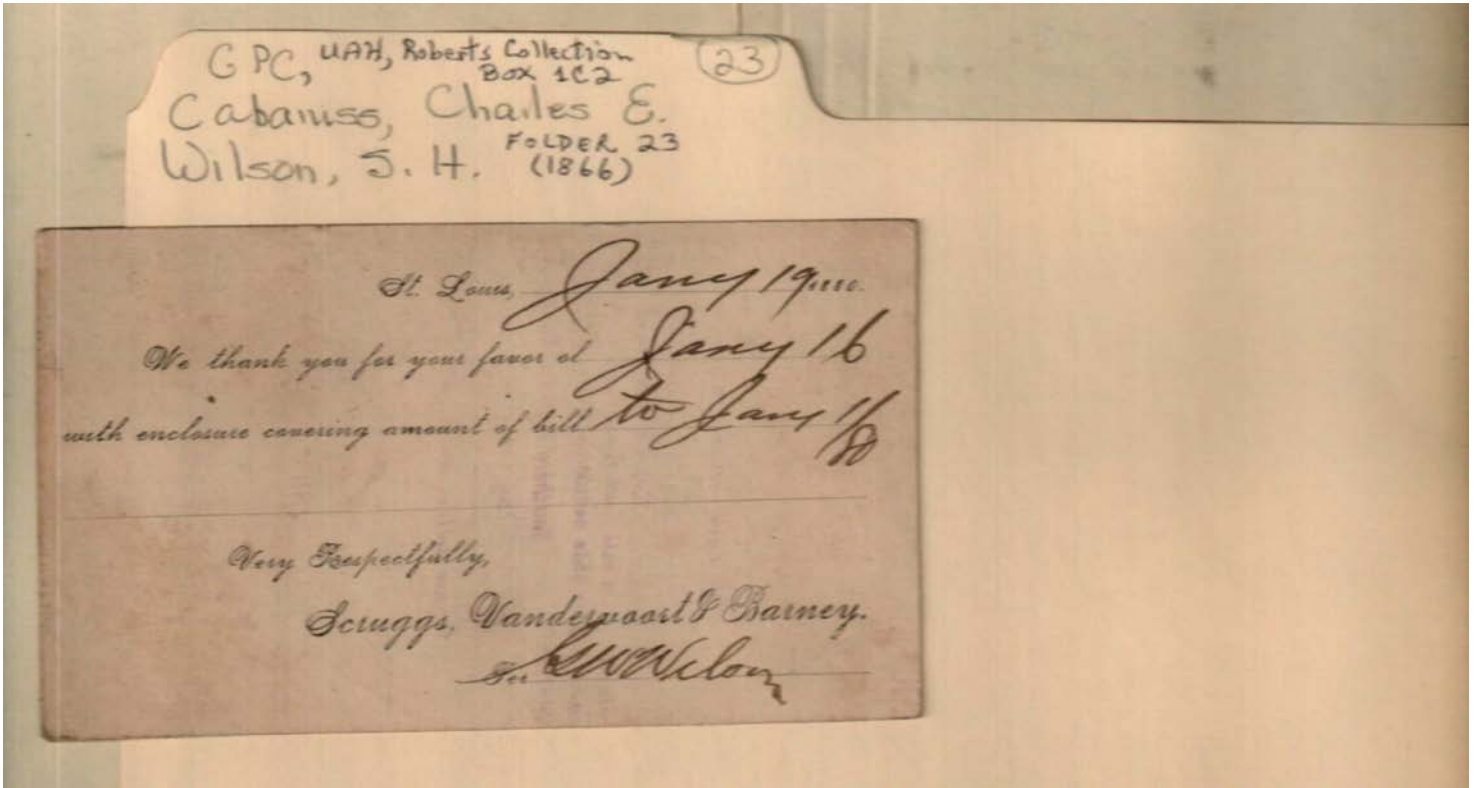 GPC, UAH, Roberts Collection
Box 1C2
23
Cabaniss, Charles E.
Wilson, S. H. FOLDER 23
(1866)
St. Louis, Jany 19
We thank you for your favor of Jany 16
with enclosure covering amount of bill to Jany 1/80
Very Respectfully,
Scruggs, Vandervoort & Barney.
Per Wilson